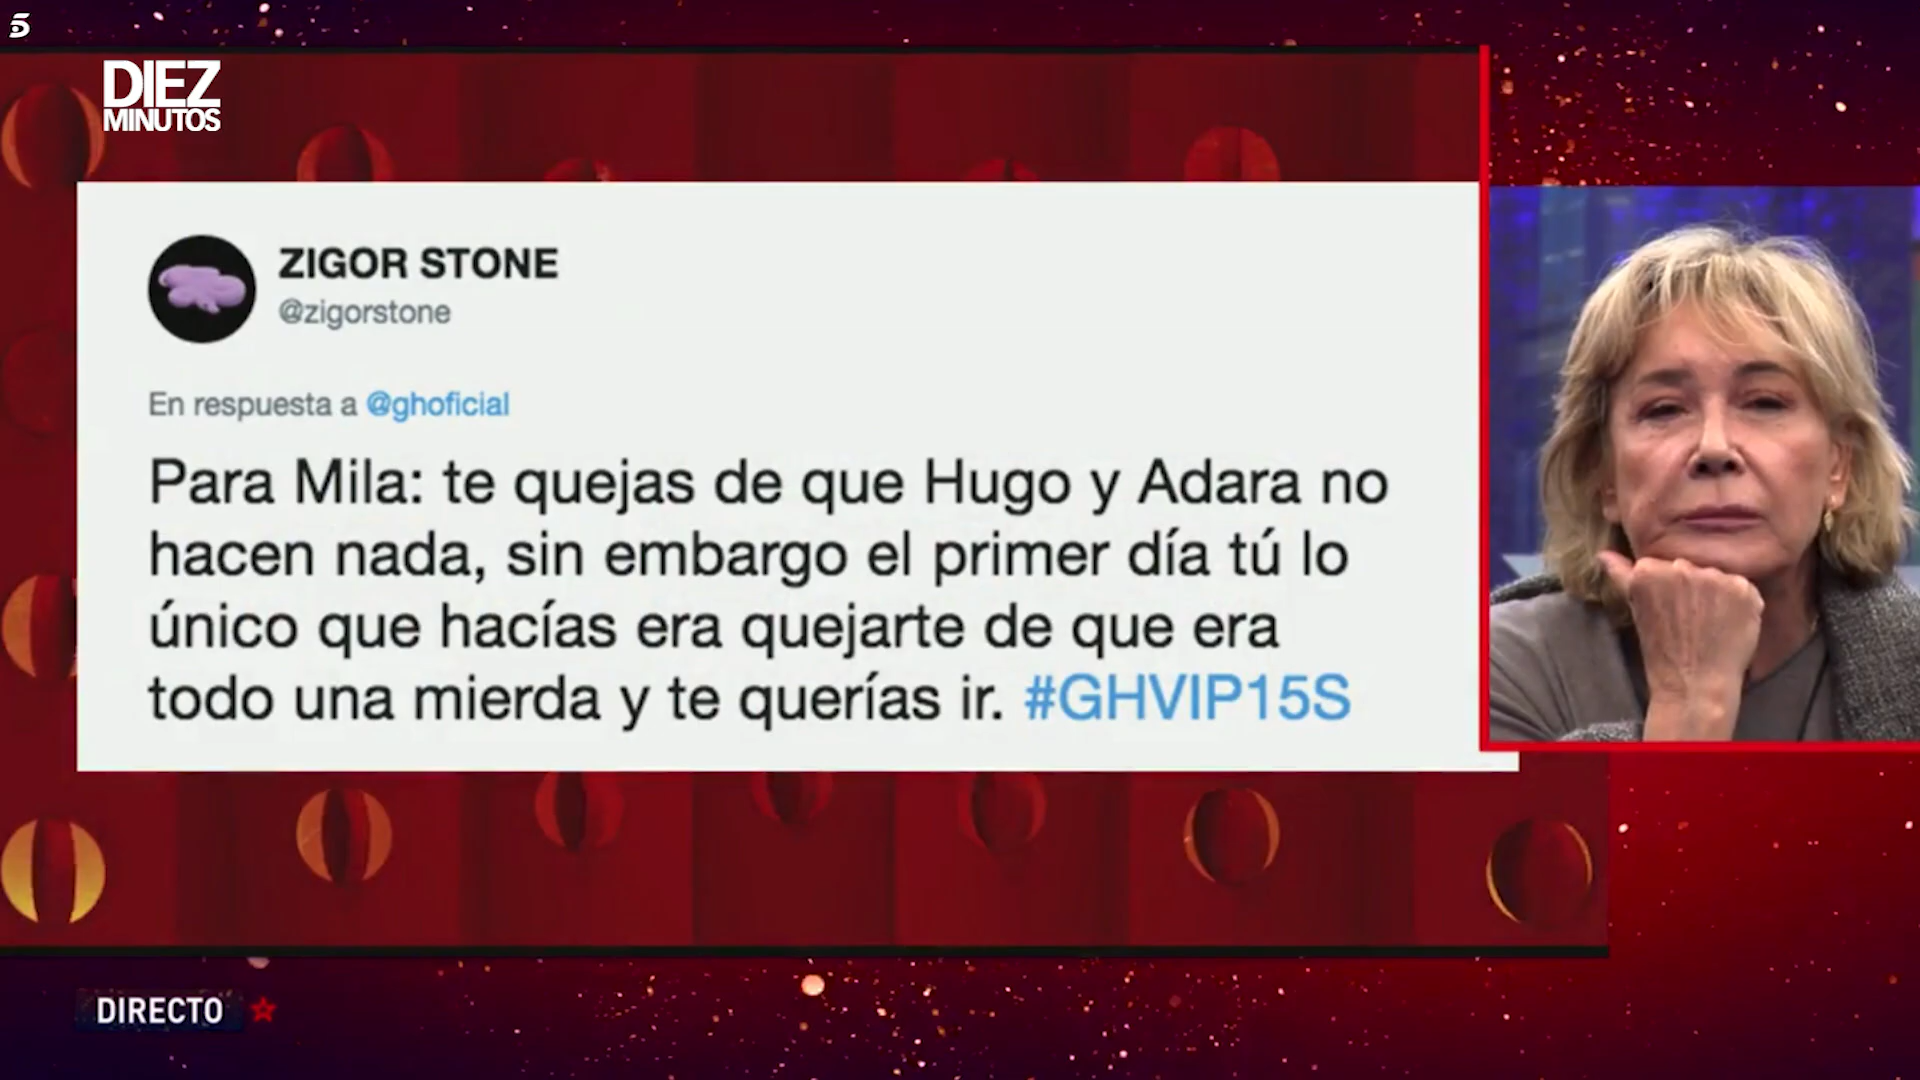 5
DIEZ
MINUTOS
ZIGOR STONE
@zigorstone
En respuesta a @ghoficial
Para Mila: te quejas de que Hugo y Adara no
hacen nada, sin embargo el primer día tú lo
único que hacías era quejarte de que era
todo una mierda y te querías ir. #GHVIP15S
DIRECTO